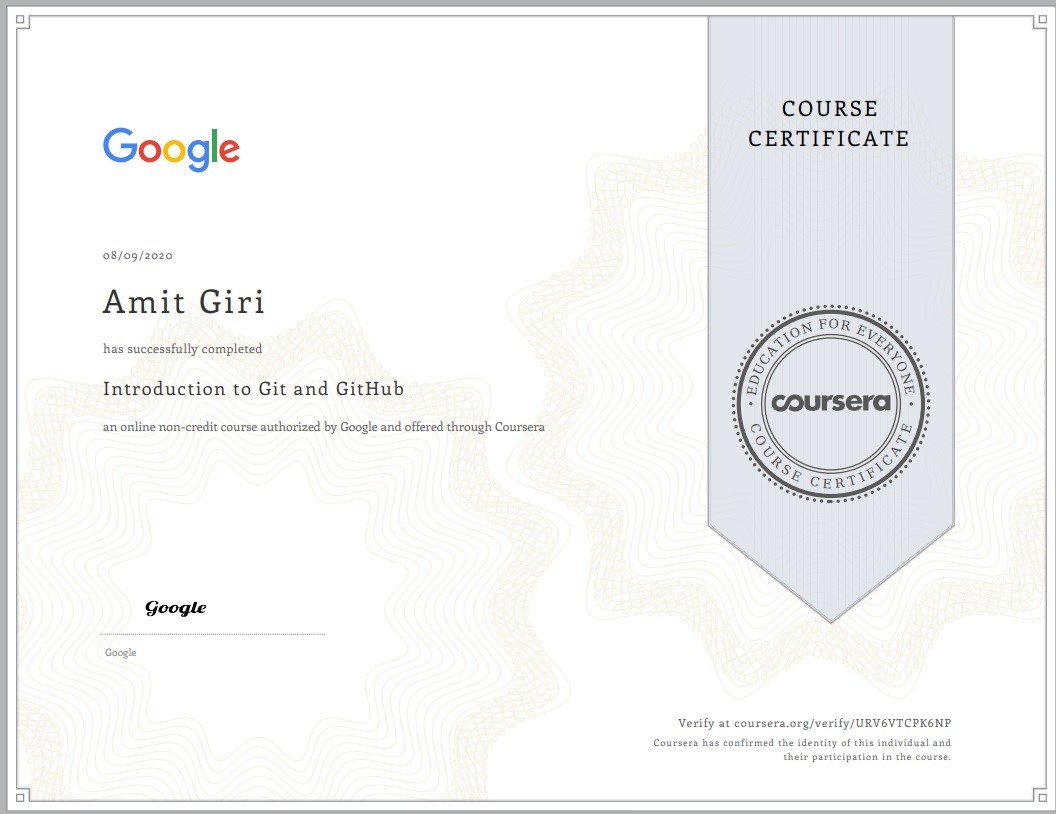 COURSE
CERTIFICATE
Google
08/09/2020
Amit Giri
has successfully completed
Introduction to Git and GitHub
an online non-credit course authorized by Google and offered through Coursera
EDUCATION FOR EVERYONE
coursera
COURSE CERTIFICATE
Google
Google
Verify at coursera.org/verify/URV6VTCPK6NP
Coursera has confirmed the identity of this individual and
their participation in the course.